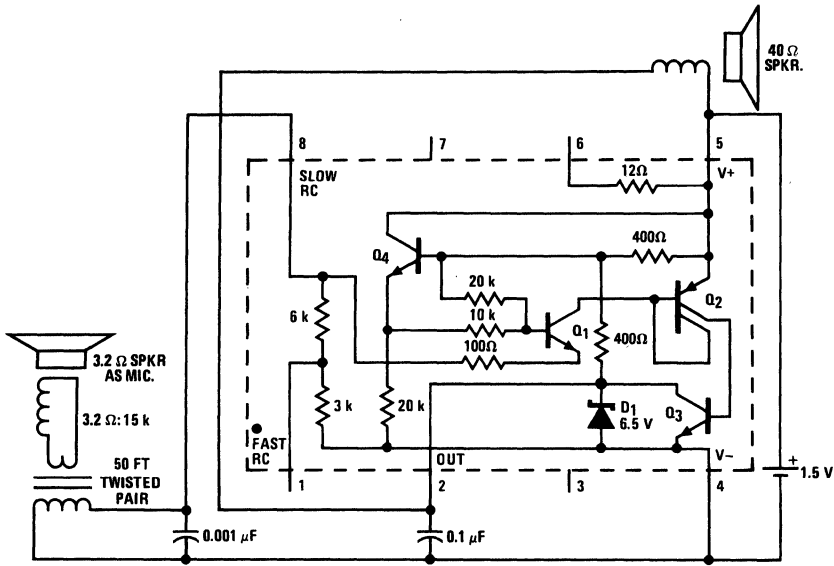 40 Ω
SPKR.
8
7
6
5
SLOW
RC
12Ω
V+
400Ω
Q4
Q2
20 k
6 k
10 k
Q1
100Ω
400Ω
3.2 Ω SPKR
AS MIC.
3.2 Ω:15 k
3 k
20 k
D1
6.5 V
Q3
FAST
RC
OUT
V−
50 FT
TWISTED
PAIR
1
2
3
4
+
1.5 V
0.001 μF
0.1 μF